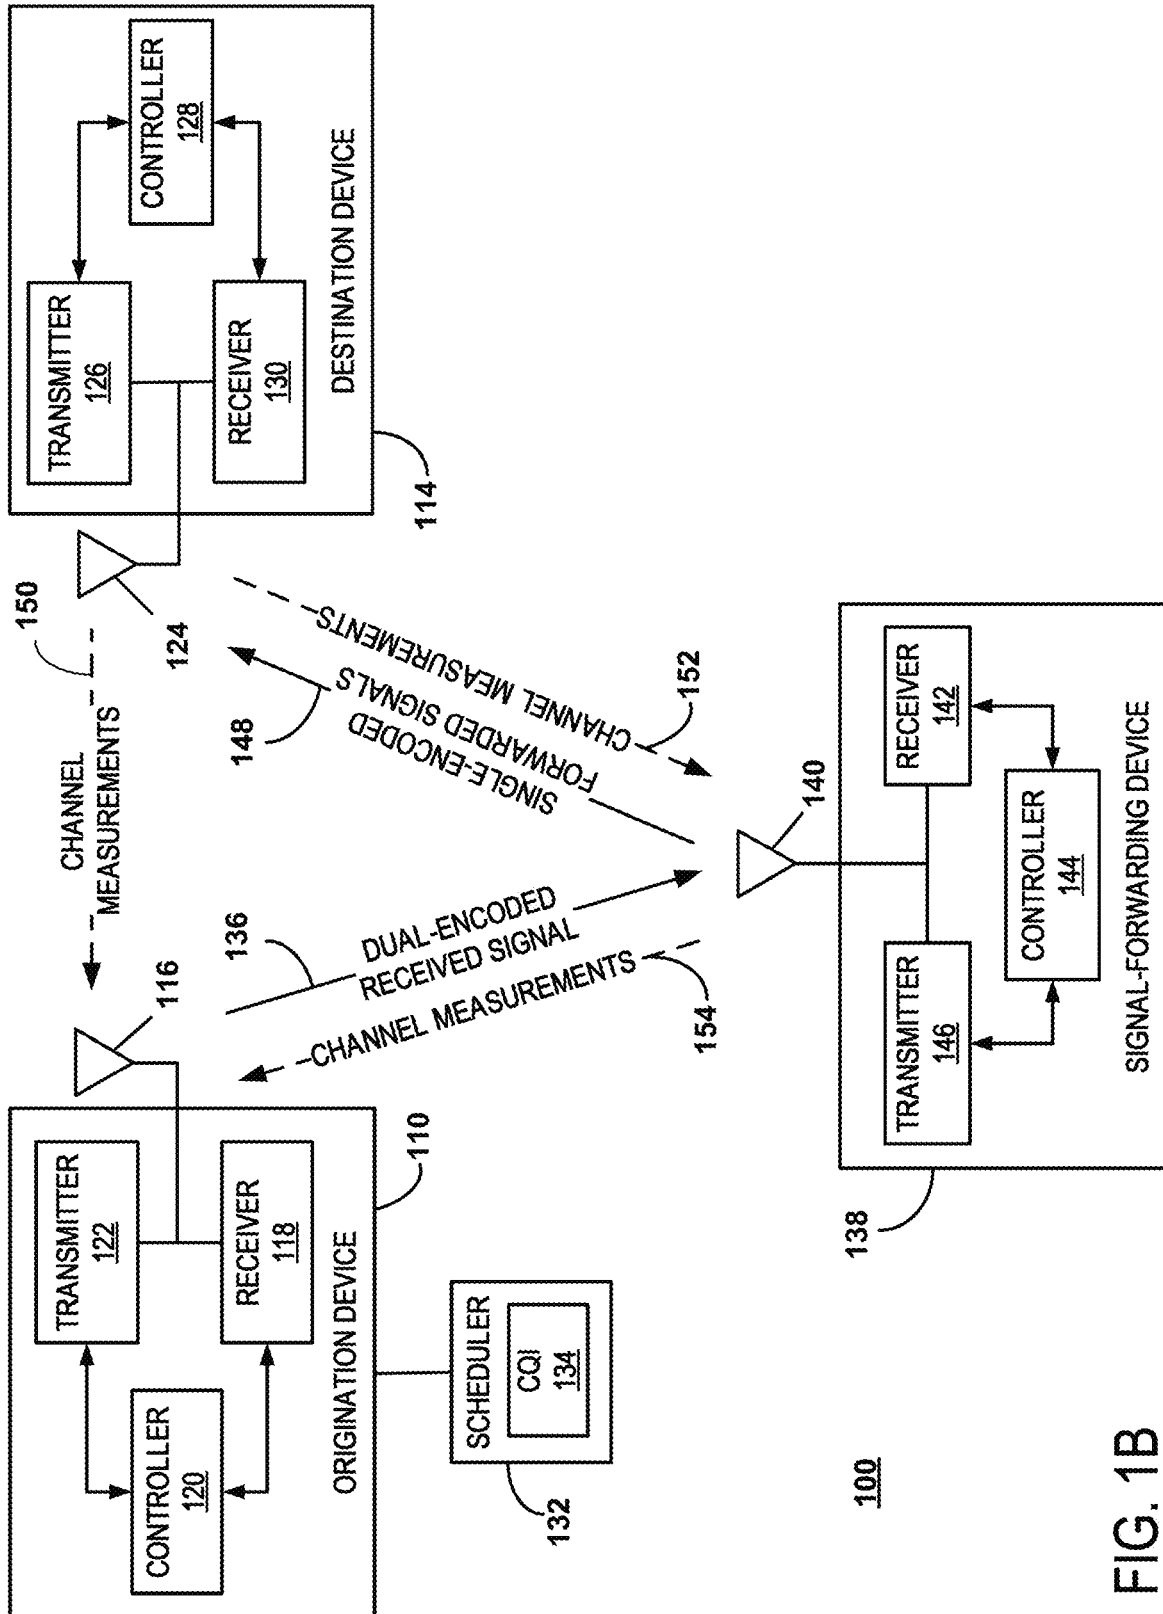 TRANSMITTER
122
CONTROLLER
120
RECEIVER
118
ORIGINATION DEVICE
110
116
SCHEDULER
CQI
134
132
CHANNEL
MEASUREMENTS
150
124
TRANSMITTER
126
CONTROLLER
128
RECEIVER
130
DESTINATION DEVICE
114
136
DUAL-ENCODED
RECEIVED SIGNAL
CHANNEL MEASUREMENTS
154
148
SINGLE-ENCODED
FORWARDED SIGNALS
CHANNEL MEASUREMENTS
152
140
TRANSMITTER
146
RECEIVER
142
CONTROLLER
144
SIGNAL-FORWARDING DEVICE
138
100
FIG. 1B